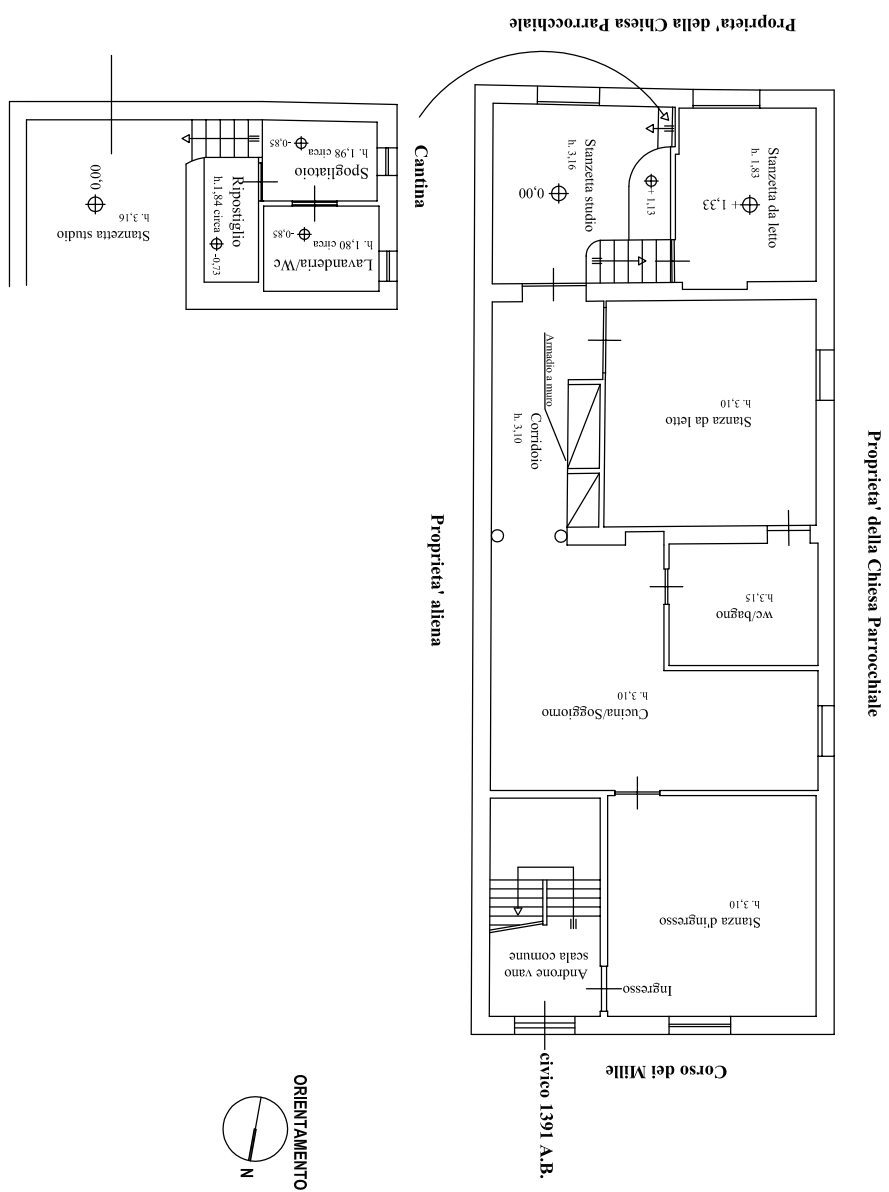 Proprieta' della Chiesa Parrocchiale
Cantina
Spogliatoio
h. 1,98 circa
-0,85
Ripostiglio
h.1,84 circa
-0,73
Lavanderia/Wc
h. 1,80 circa
-0,85
0,00
Stanzetta studio
h. 3,16
Stanzetta studio
h. 3,16
0,00
+ 1,13
Stanzetta da letto
h. 1,83
+ 1,33
Armadio a muro
Corridoio
h. 3,10
Stanza da letto
h. 3,10
Proprieta' aliena
Proprieta' della Chiesa Parrocchiale
wc/bagno
h.3,15
Cucina/Soggiorno
h. 3,10
Stanza d'ingresso
h. 3,10
Androne vano
scala comune
Ingresso
Corso dei Mille
civico 1391 A.B.
ORIENTAMENTO
N